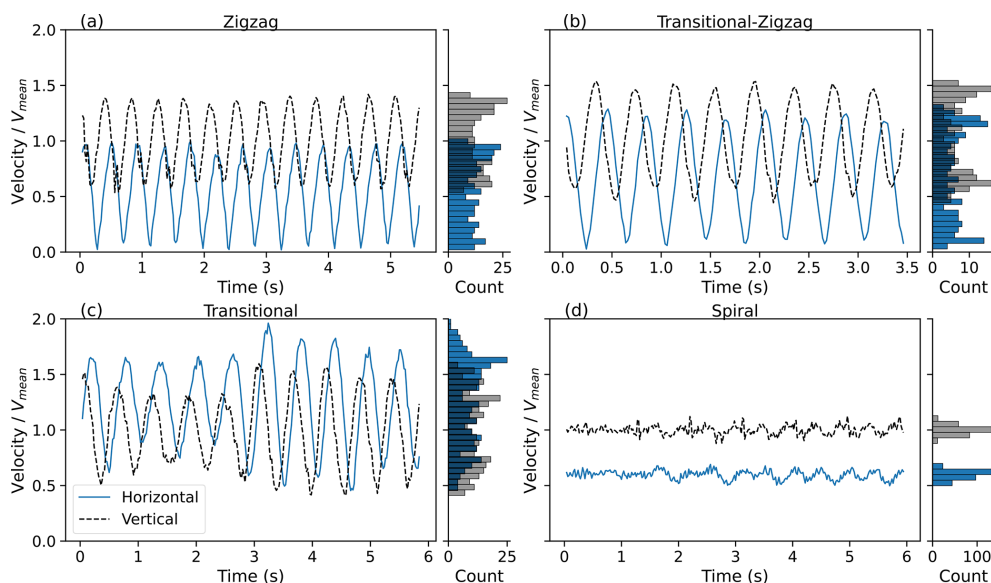 (a) Zigzag
(b) Transitional-Zigzag
2.0
1.5
1.0
0.5
0.0
Velocity / V_mean
0 1 2 3 4 5
Time (s)
0 25
Count
Velocity / V_mean
0.0 0.5 1.0 1.5 2.0 2.5 3.0 3.5
Time (s)
0 10
Count
(c) Transitional
(d) Spiral
2.0
1.5
1.0
0.5
0.0
Velocity / V_mean
Horizontal
Vertical
0 1 2 3 4 5 6
Time (s)
0 25
Count
Velocity / V_mean
0 1 2 3 4 5 6
Time (s)
0 100
Count